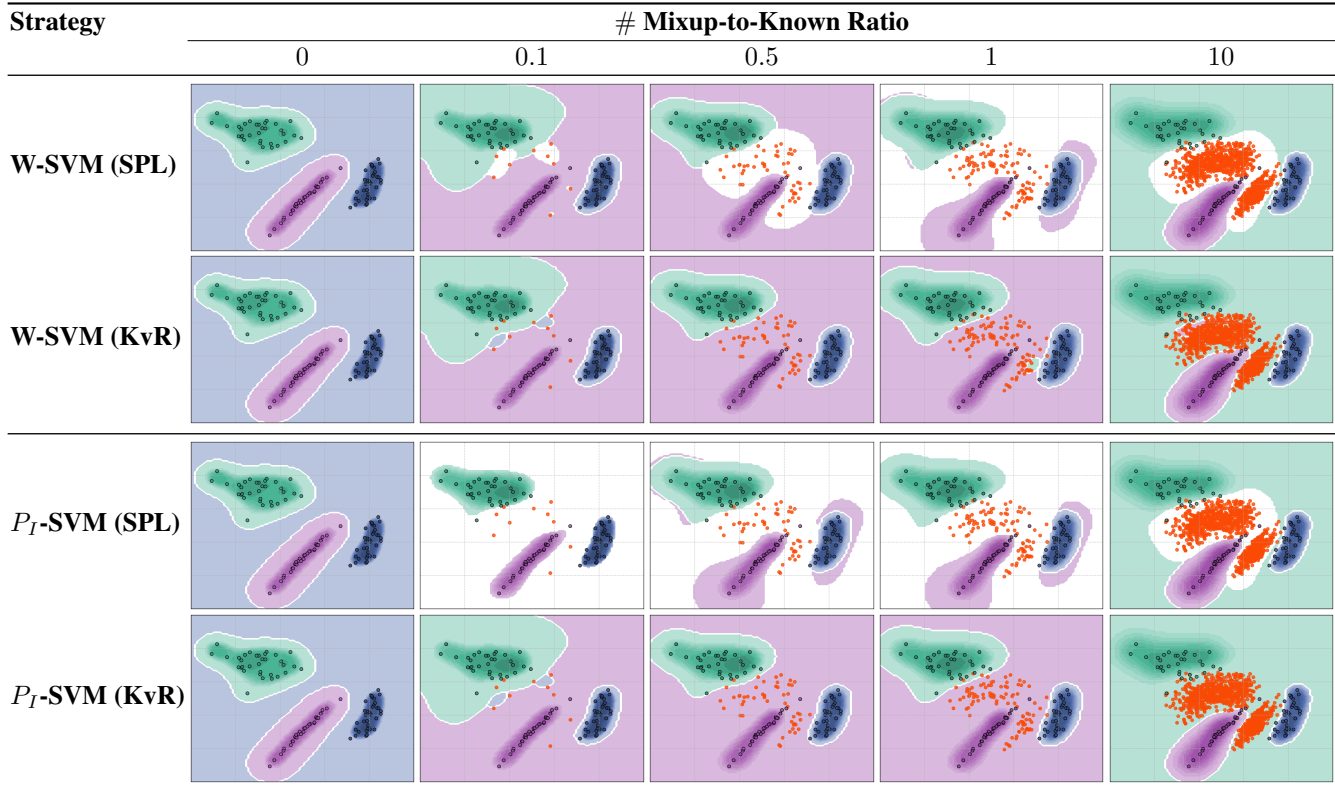 Strategy # Mixup-to-Known Ratio
0 0.1 0.5 1 10
W-SVM (SPL)
W-SVM (KvR)
P_I-SVM (SPL)
P_I-SVM (KvR)